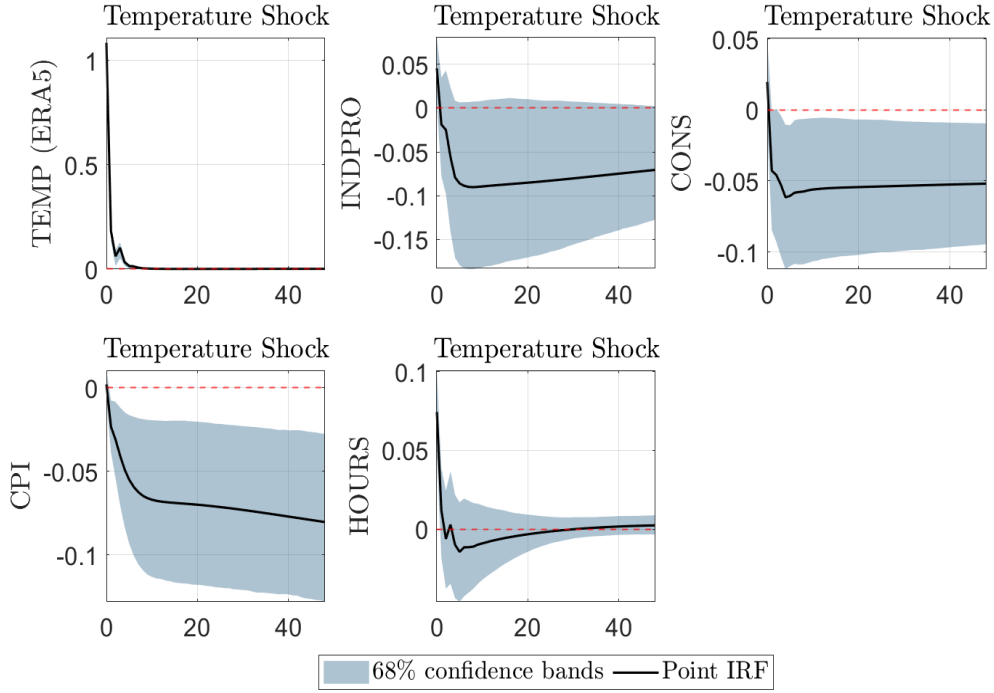 Temperature Shock
TEMP (ERA5)
1
0.5
0
0 20 40
Temperature Shock
INDPRO
0.05
0
-0.05
-0.1
-0.15
0 20 40
Temperature Shock
CONS
0.05
0
-0.05
-0.1
0 20 40
Temperature Shock
CPI
0
-0.05
-0.1
0 20 40
Temperature Shock
HOURS
0.1
0.05
0
0 20 40
68% confidence bands Point IRF